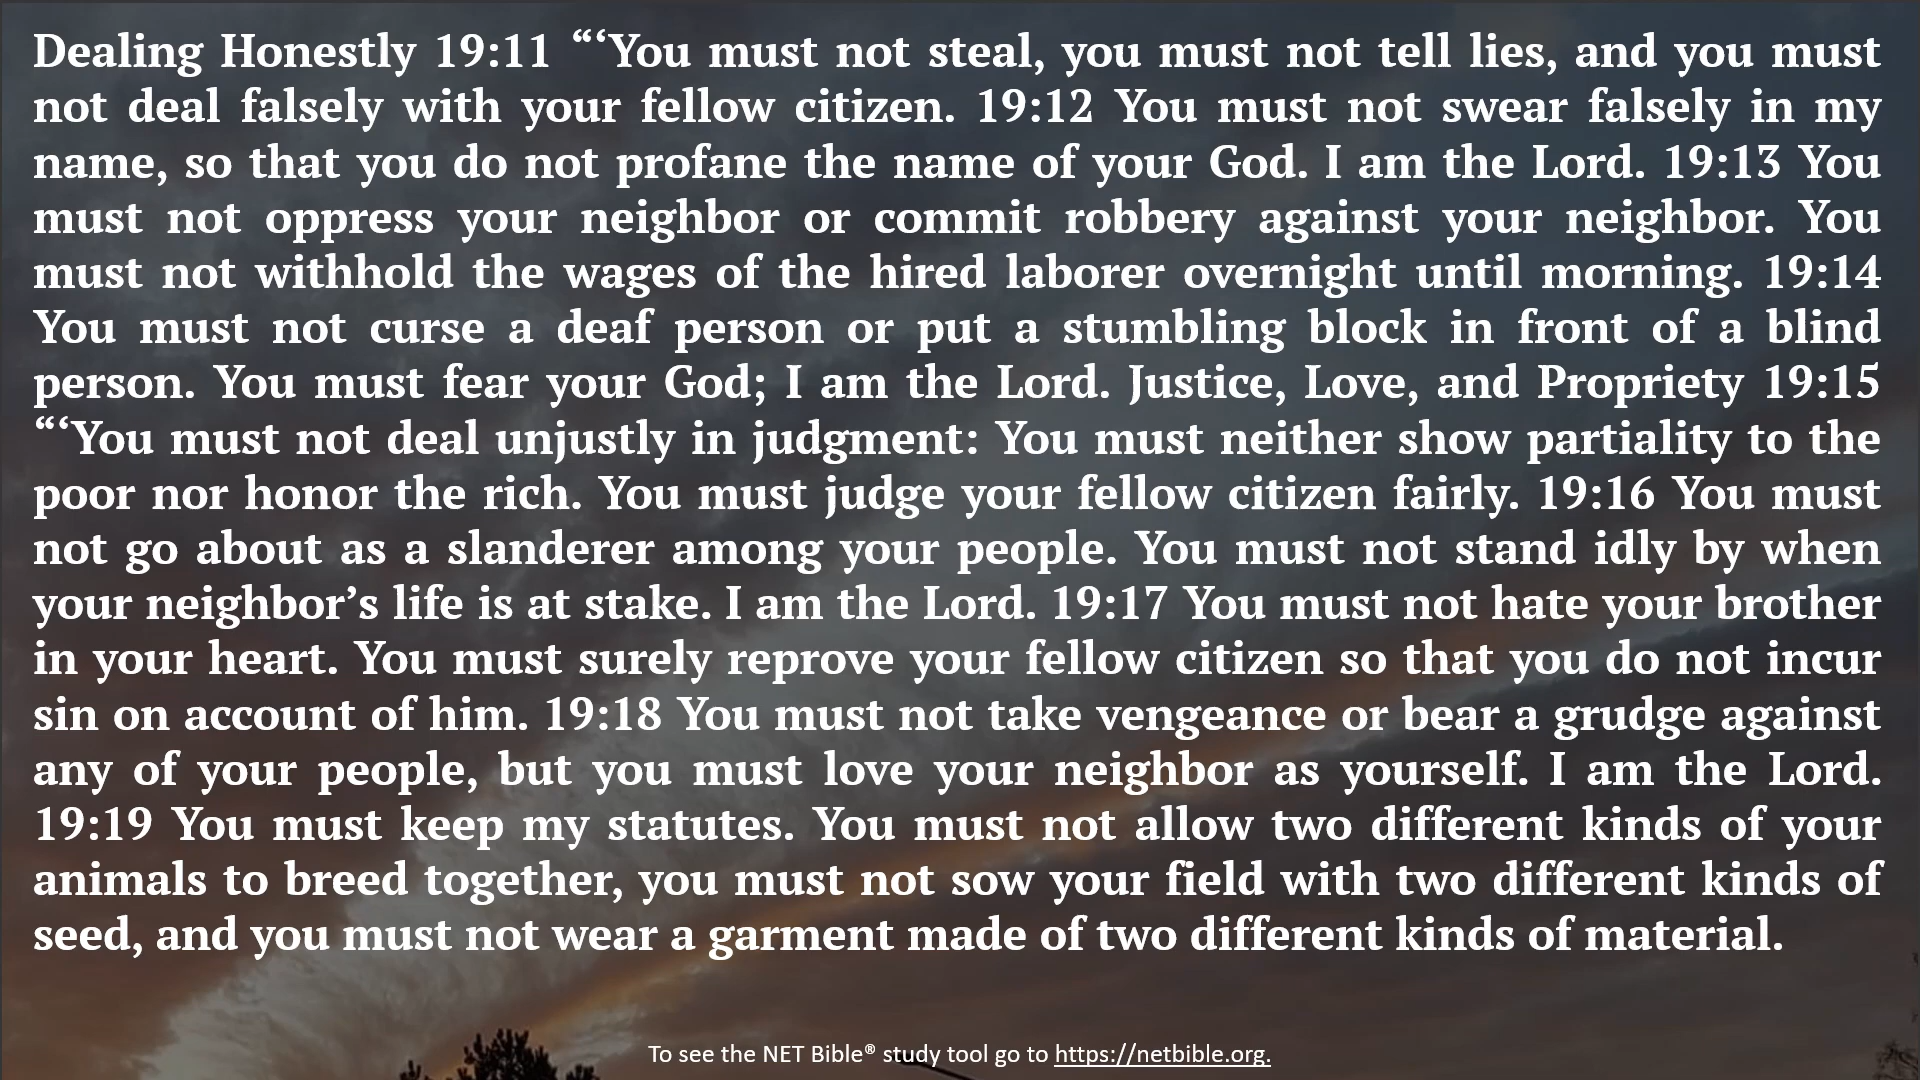 Dealing Honestly 19:11 “‘You must not steal, you must not tell lies, and you must
not deal falsely with your fellow citizen. 19:12 You must not swear falsely in my
name, so that you do not profane the name of your God. I am the Lord. 19:13 You
must not oppress your neighbor or commit robbery against your neighbor. You
must not withhold the wages of the hired laborer overnight until morning. 19:14
You must not curse a deaf person or put a stumbling block in front of a blind
person. You must fear your God; I am the Lord. Justice, Love, and Propriety 19:15
“‘You must not deal unjustly in judgment: You must neither show partiality to the
poor nor honor the rich. You must judge your fellow citizen fairly. 19:16 You must
not go about as a slanderer among your people. You must not stand idly by when
your neighbor’s life is at stake. I am the Lord. 19:17 You must not hate your brother
in your heart. You must surely reprove your fellow citizen so that you do not incur
sin on account of him. 19:18 You must not take vengeance or bear a grudge against
any of your people, but you must love your neighbor as yourself. I am the Lord.
19:19 You must keep my statutes. You must not allow two different kinds of your
animals to breed together, you must not sow your field with two different kinds of
seed, and you must not wear a garment made of two different kinds of material.
To see the NET Bible® study tool go to https://netbible.org.